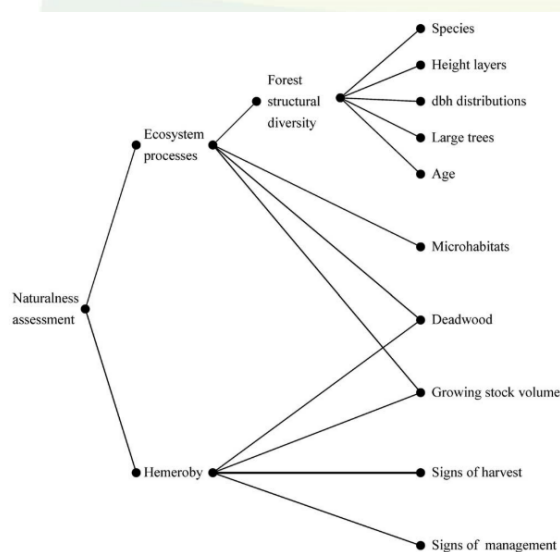 Species
Height layers
Forest
structural
diversity
dbh distributions
Large trees
Age
Ecosystem
processes
Microhabitats
Naturalness
assessment
Deadwood
Growing stock volume
Hemeroby
Signs of harvest
Signs of management